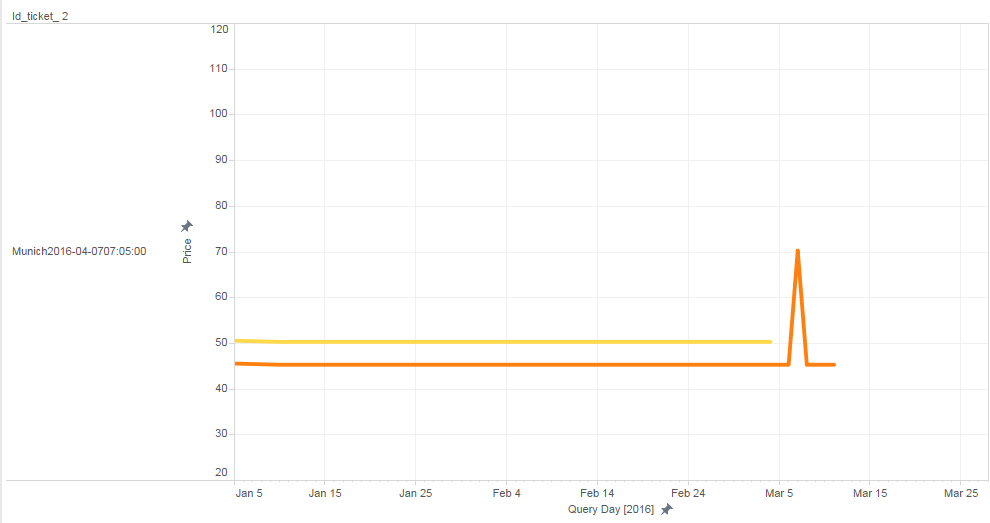 Id_ticket_ 2
120
110
100
90
80
70
60
50
40
30
20
Price
Munich2016-04-0707:05:00
Jan 5 Jan 15 Jan 25 Feb 4 Feb 14 Feb 24 Mar 5 Mar 15 Mar 25
Query Day [2016]